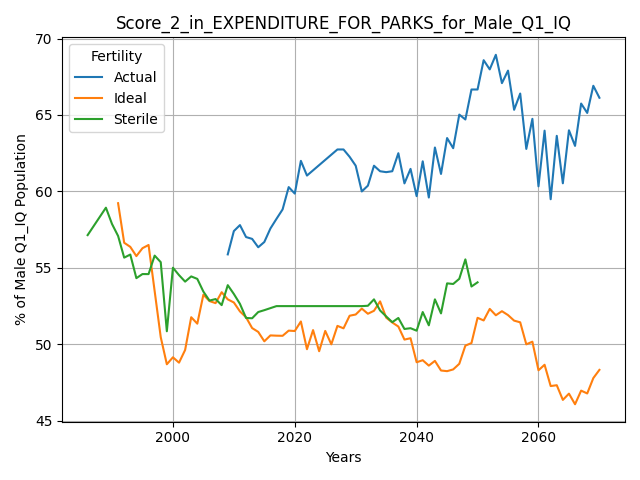 Score_2_in_EXPENDITURE_FOR_PARKS_for_Male_Q1_IQ
Fertility
Actual
Ideal
Sterile
% of Male Q1_IQ Population
70
65
60
55
50
45
2000
2020
2040
2060
Years